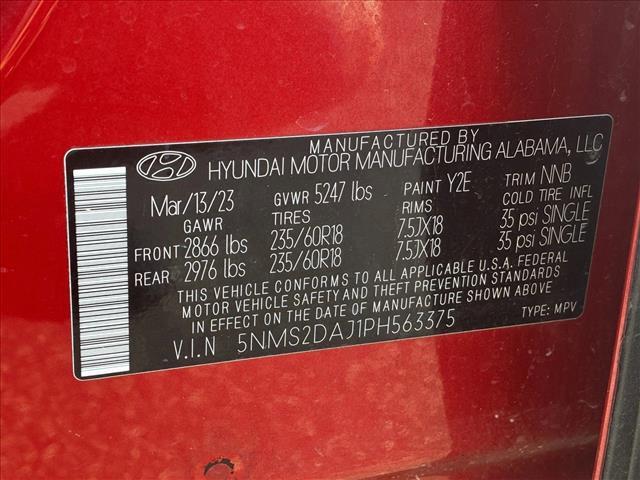 MANUFACTURED BY
HYUNDAI MOTOR MANUFACTURING ALABAMA, LLC
Mar/13/23 GVWR 5247 lbs PAINT Y2E TRIM NNB
GAWR TIRES RIMS COLD TIRE INFL
FRONT 2866 lbs 235/60R18 7.5JX18 35 psi SINGLE
REAR 2976 lbs 235/60R18 7.5JX18 35 psi SINGLE
THIS VEHICLE CONFORMS TO ALL APPLICABLE U.S.A. FEDERAL
MOTOR VEHICLE SAFETY AND THEFT PREVENTION STANDARDS
IN EFFECT ON THE DATE OF MANUFACTURE SHOWN ABOVE
V.I.N 5NMS2DAJ1PH563375 TYPE: MPV